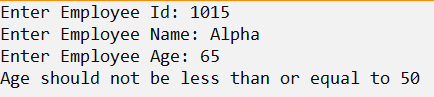 Enter Employee Id: 1015
Enter Employee Name: Alpha
Enter Employee Age: 65
Age should not be less than or equal to 50